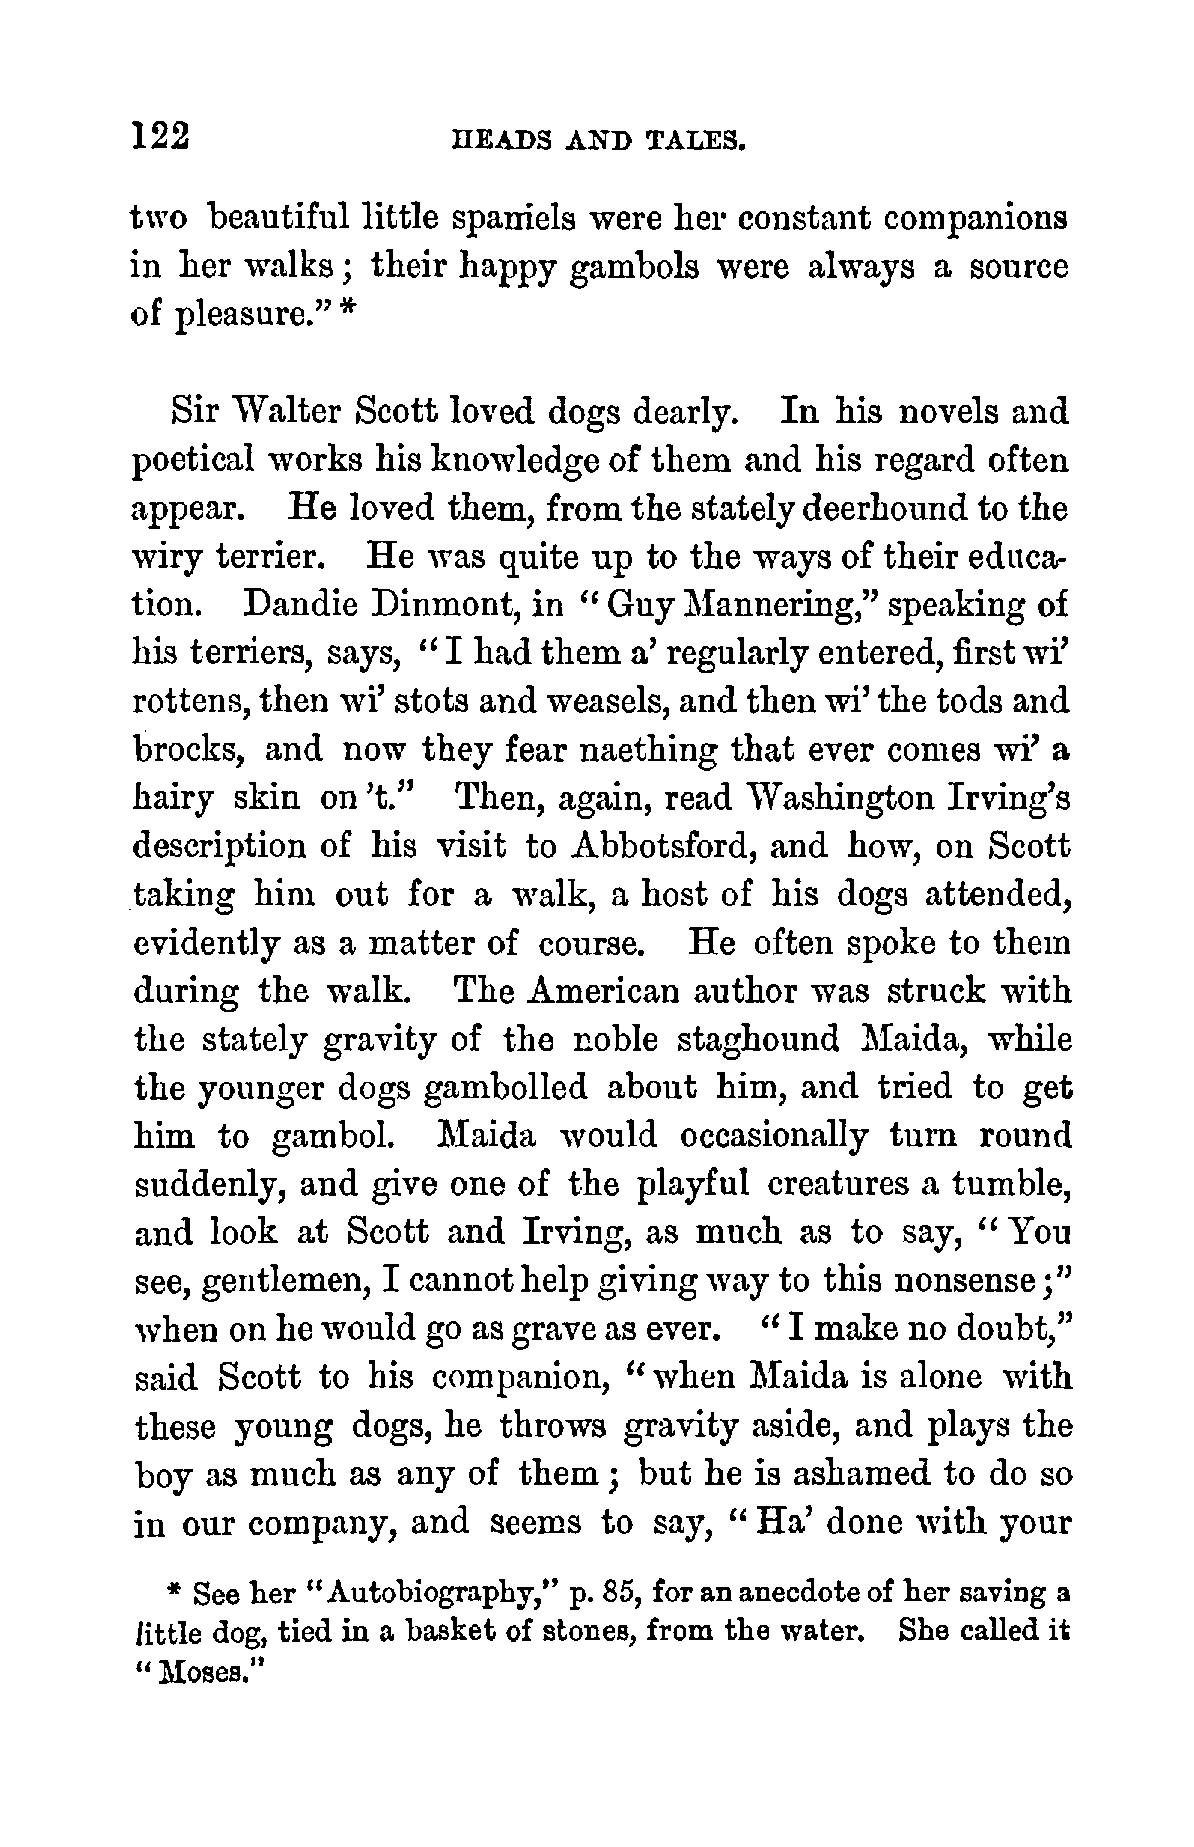 122 HEADS AND TALES.
two beautiful little spaniels were her constant companions
in her walks ; their happy gambols were always a source
of pleasure.” *
Sir Walter Scott loved dogs dearly. In his novels and
poetical works his knowledge of them and his regard often
appear. He loved them, from the stately deerhound to the
wiry terrier. He was quite up to the ways of their educa-
tion. Dandie Dinmont, in “ Guy Mannering,” speaking of
his terriers, says, “ I had them a’ regularly entered, first wi’
rottens, then wi’ stots and weasels, and then wi’ the tods and
brocks, and now they fear naething that ever comes wi’ a
hairy skin on ’t.” Then, again, read Washington Irving’s
description of his visit to Abbotsford, and how, on Scott
taking him out for a walk, a host of his dogs attended,
evidently as a matter of course. He often spoke to them
during the walk. The American author was struck with
the stately gravity of the noble staghound Maida, while
the younger dogs gambolled about him, and tried to get
him to gambol. Maida would occasionally turn round
suddenly, and give one of the playful creatures a tumble,
and look at Scott and Irving, as much as to say, “ You
see, gentlemen, I cannot help giving way to this nonsense ;”
when on he would go as grave as ever. “ I make no doubt,”
said Scott to his companion, “ when Maida is alone with
these young dogs, he throws gravity aside, and plays the
boy as much as any of them ; but he is ashamed to do so
in our company, and seems to say, “ Ha’ done with your
* See her “Autobiography,” p. 85, for an anecdote of her saving a
little dog, tied in a basket of stones, from the water. She called it
“ Moses.”